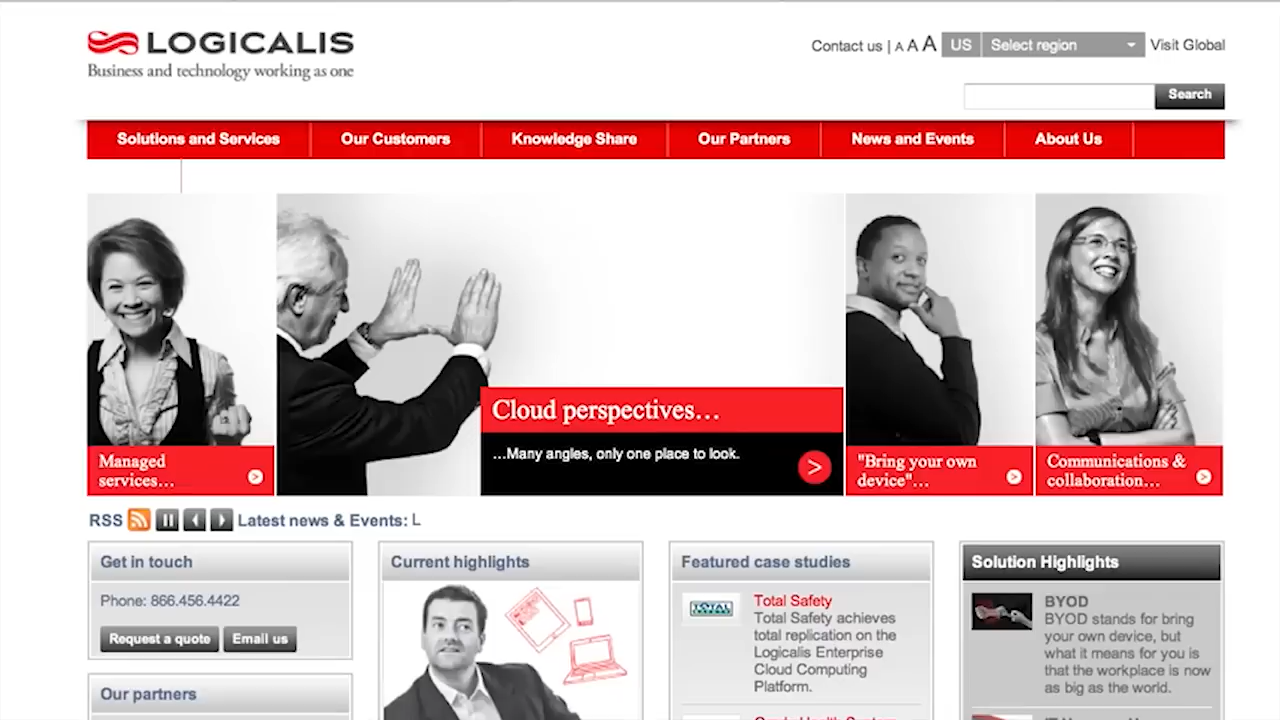 LOGICALIS
Business and technology working as one
Contact us | A A A US Select region Visit Global
Search
Solutions and Services Our Customers Knowledge Share Our Partners News and Events About Us
Cloud perspectives...
...Many angles, only one place to look.
>
Managed
services...
"Bring your own
device"...
Communications &
collaboration...
RSS Latest news & Events: L
Get in touch
Phone: 866.456.4422
Request a quote Email us
Our partners
Current highlights
Featured case studies
TOTAL
Total Safety
Total Safety achieves
total replication on the
Logicalis Enterprise
Cloud Computing
Platform.
Solution Highlights
BYOD
BYOD stands for bring
your own device, but
what it means for you is
that the workplace is now
as big as the world.